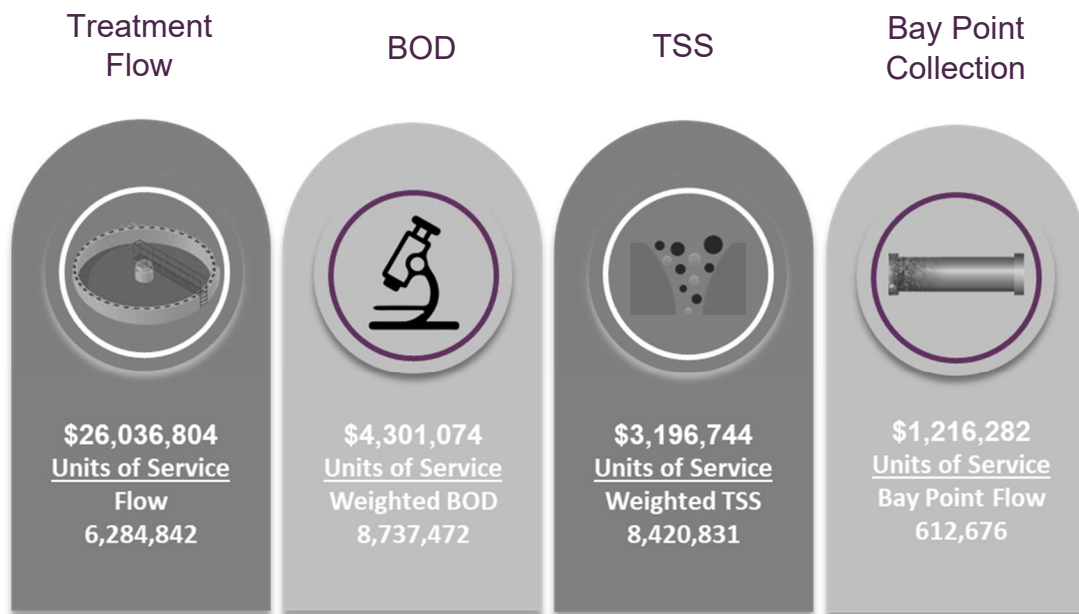 Treatment
Flow
BOD
TSS
Bay Point
Collection
$26,036,804
Units of Service
Flow
6,284,842
$4,301,074
Units of Service
Weighted BOD
8,737,472
$3,196,744
Units of Service
Weighted TSS
8,420,831
$1,216,282
Units of Service
Bay Point Flow
612,676